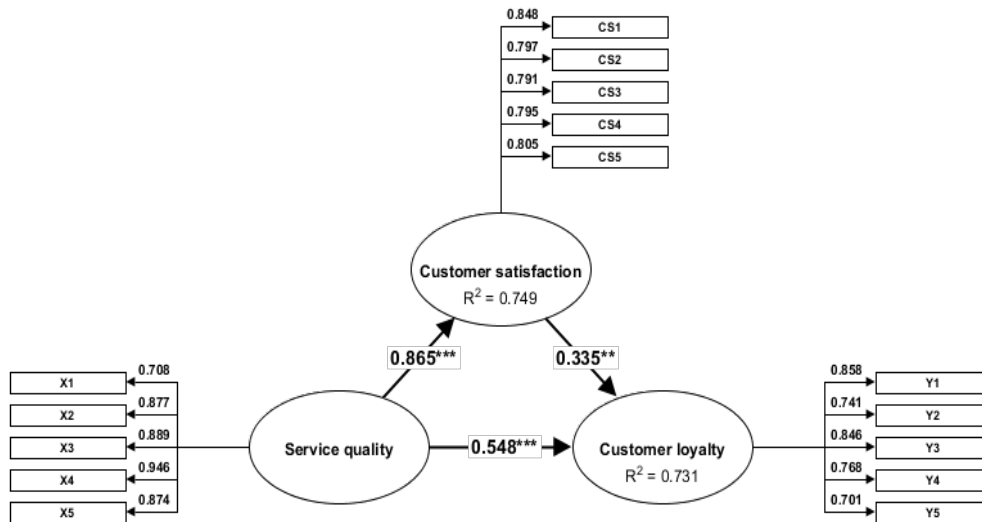 0.848 CS1
0.797 CS2
0.791 CS3
0.795 CS4
0.805 CS5
Customer satisfaction
R² = 0.749
0.865***
0.335**
0.708
X1
0.877
X2
0.889
X3
0.946
X4
0.874
X5
Service quality
0.548***
Customer loyalty
R² = 0.731
0.858
Y1
0.741
Y2
0.846
Y3
0.768
Y4
0.701
Y5